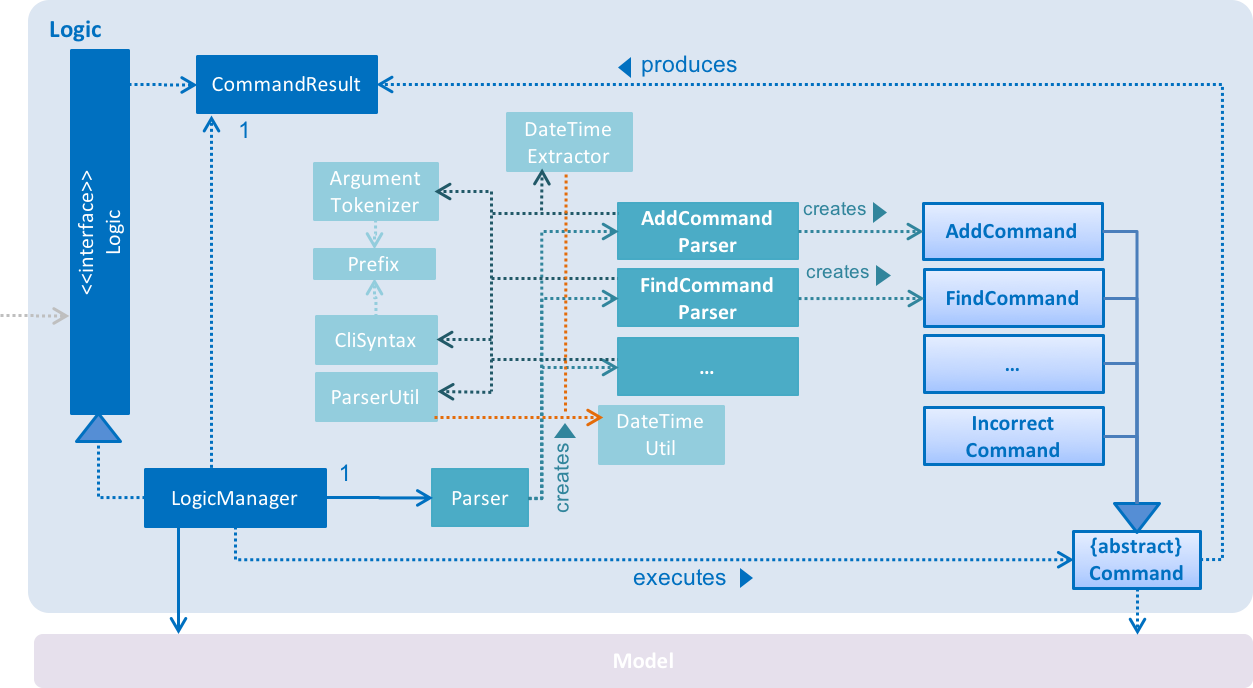 Logic
<<interface>>
Logic
CommandResult
produces
1
DateTime
Extractor
Argument
Tokenizer
Prefix
CliSyntax
ParserUtil
AddCommand
Parser
creates
AddCommand
FindCommand
Parser
creates
FindCommand
...
...
DateTime
Util
Incorrect
Command
creates
LogicManager
1
Parser
executes
{abstract}
Command
Model